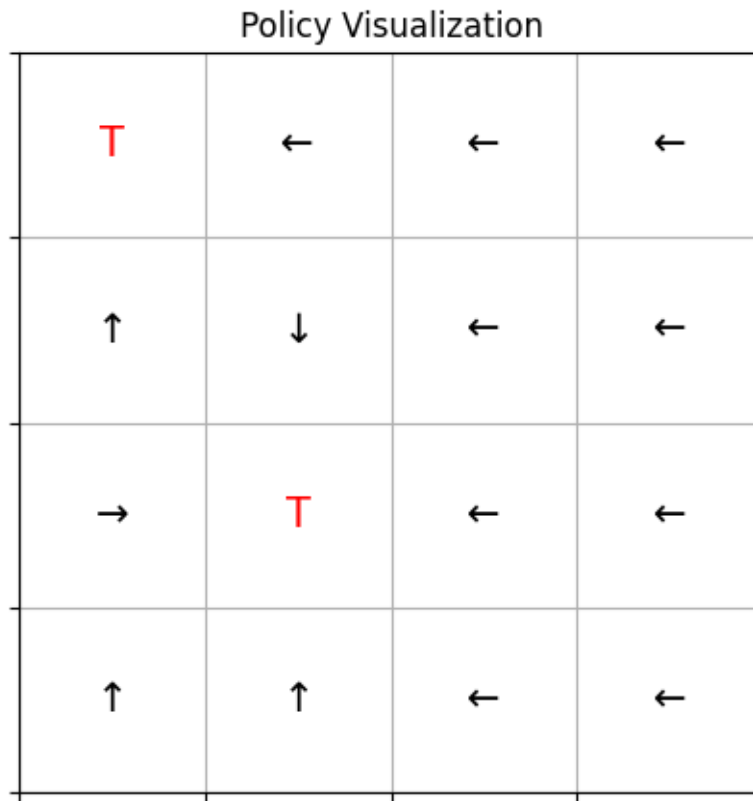 Policy Visualization
T ← ← ←
↑ ↓ ← ←
→ T ← ←
↑ ↑ ← ←